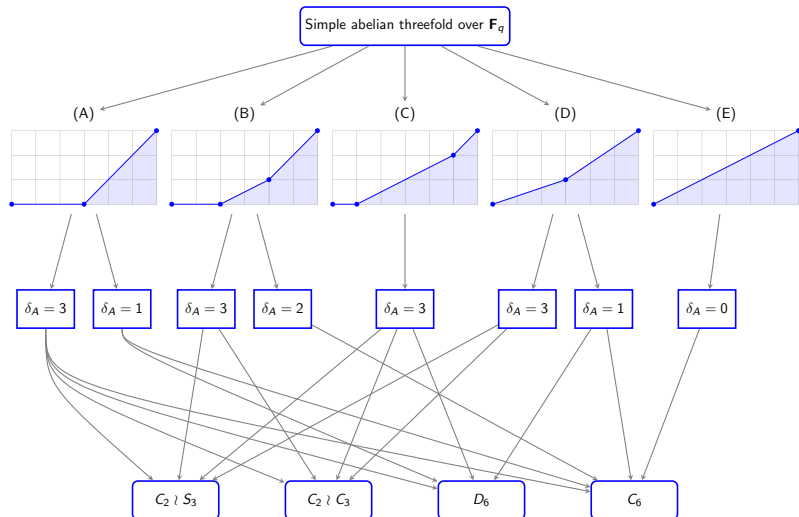 Simple abelian threefold over F_q
(A) (B) (C) (D) (E)
δ_A = 3 δ_A = 1 δ_A = 3 δ_A = 2 δ_A = 3 δ_A = 3 δ_A = 1 δ_A = 0
C_2 ≀ S_3 C_2 ≀ C_3 D_6 C_6